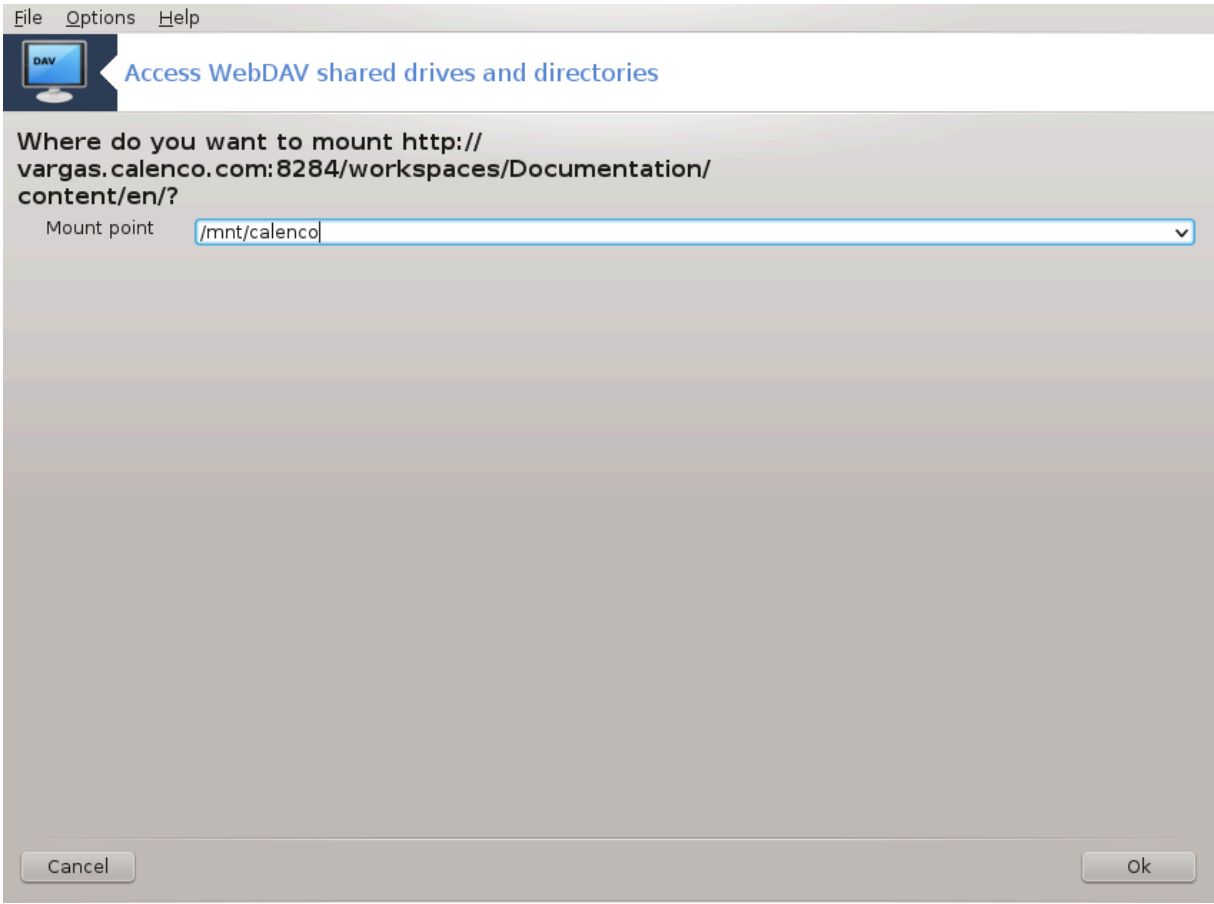 File Options Help
DAV
Access WebDAV shared drives and directories
Where do you want to mount http://
vargas.calenco.com:8284/workspaces/Documentation/
content/en/?
Mount point /mnt/calenco
Cancel Ok